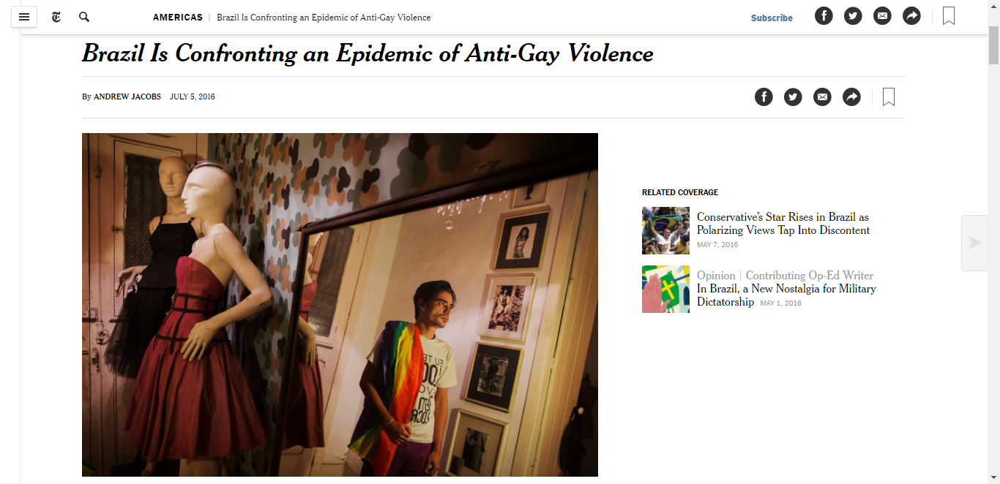 AMERICAS | Brazil Is Confronting an Epidemic of Anti-Gay Violence
Subscribe
Brazil Is Confronting an Epidemic of Anti-Gay Violence
By ANDREW JACOBS JULY 5, 2016
RELATED COVERAGE
Conservative's Star Rises in Brazil as
Polarizing Views Tap Into Discontent
MAY 7, 2016
Opinion | Contributing Op-Ed Writer
In Brazil, a New Nostalgia for Military
Dictatorship MAY 1, 2016
EU TE